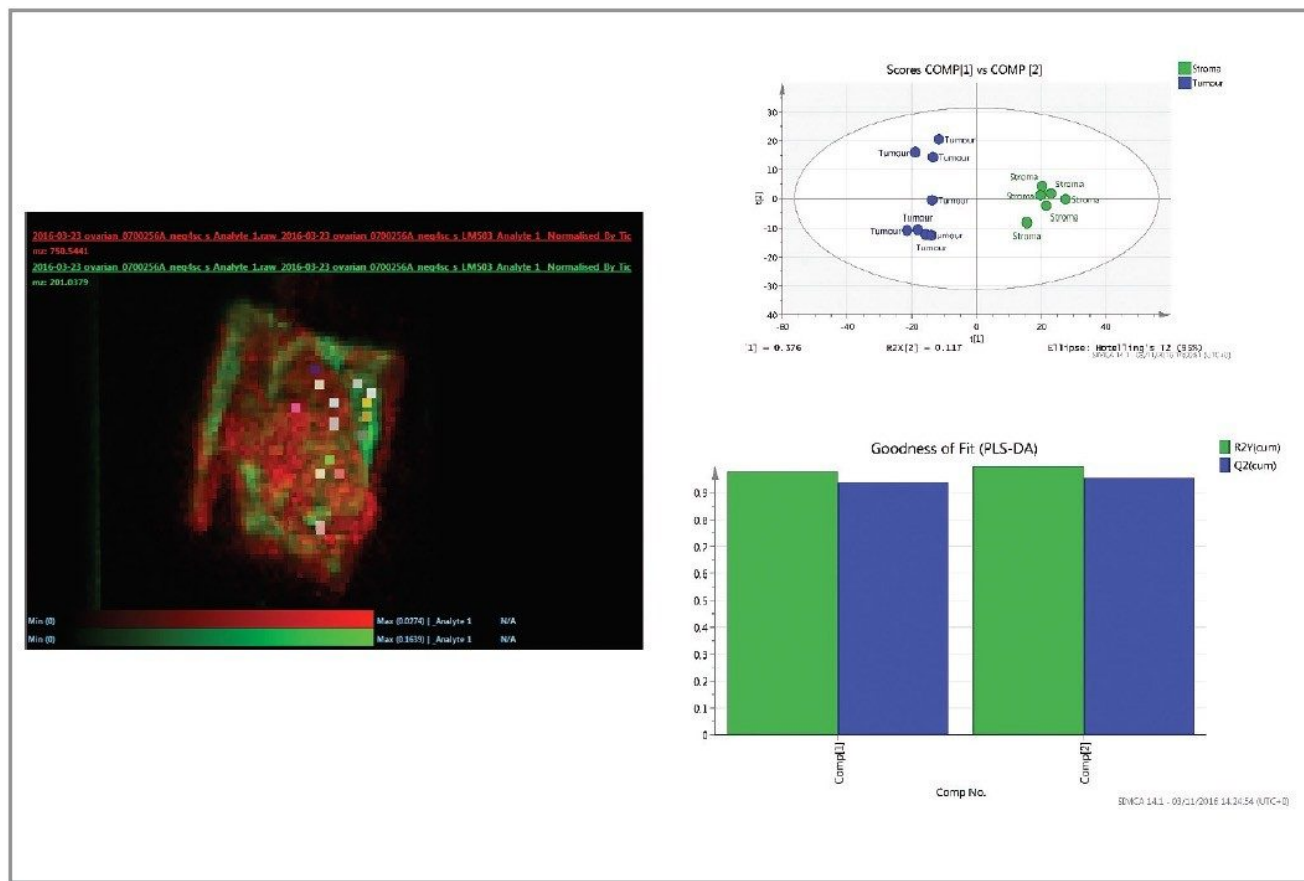 2016-03-23 ovarian 0700256A neg4sc s Analyte 1.raw 2016-03-23 ovarian 0700256A neg4sc s LM503 Analyte 1 Normalised By Tic
mz: 750.5441
2016-03-23 ovarian 0700256A neg4sc s Analyte 1.raw 2016-03-23 ovarian 0700256A neg4sc s LM503 Analyte 1 Normalised By Tic
mz: 201.0379
Min (0)
Max (0.0274) | _Analyte 1
N/A
Min (0)
Max (0.1639) | _Analyte 1
N/A
Scores COMP[1] vs COMP [2]
Stroma
Tumour
30
20
10
0
-10
-20
-30
40
t[2]
Tumour
Tumour
Tumour
Tumour
Tumour
Tumour
Tumour
Tumour
Stroma
Stroma
Stroma
Stroma
Stroma
Stroma
-60
-40
-20
0
20
40
t[1]
1] = 0.376
R2X[2] = 0.117
Ellipse: Hotelling's T2 (95%)
Goodness of Fit (PLS-DA)
R2Y(cum)
Q2(cum)
0.9
0.8
0.7
0.6
0.5
0.4
0.3
0.2
0.1
0
Comp[1]
Comp[2]
Comp No.
SIMCA 14.1 - 03/11/2016 14:24:54 (UTC+0)